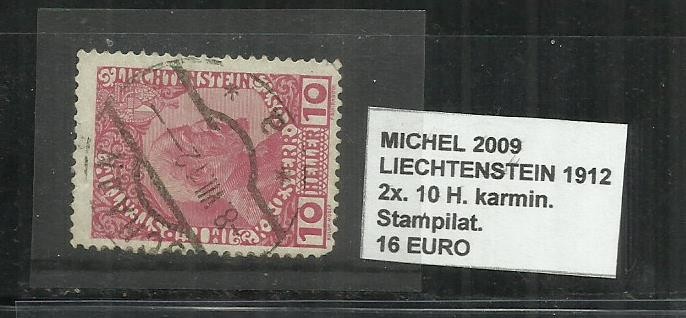 LIECHTENSTEIN
10
HELLER
10
MICHEL 2009
LIECHTENSTEIN 1912
2x. 10 H. karmin.
Stampilat.
16 EURO